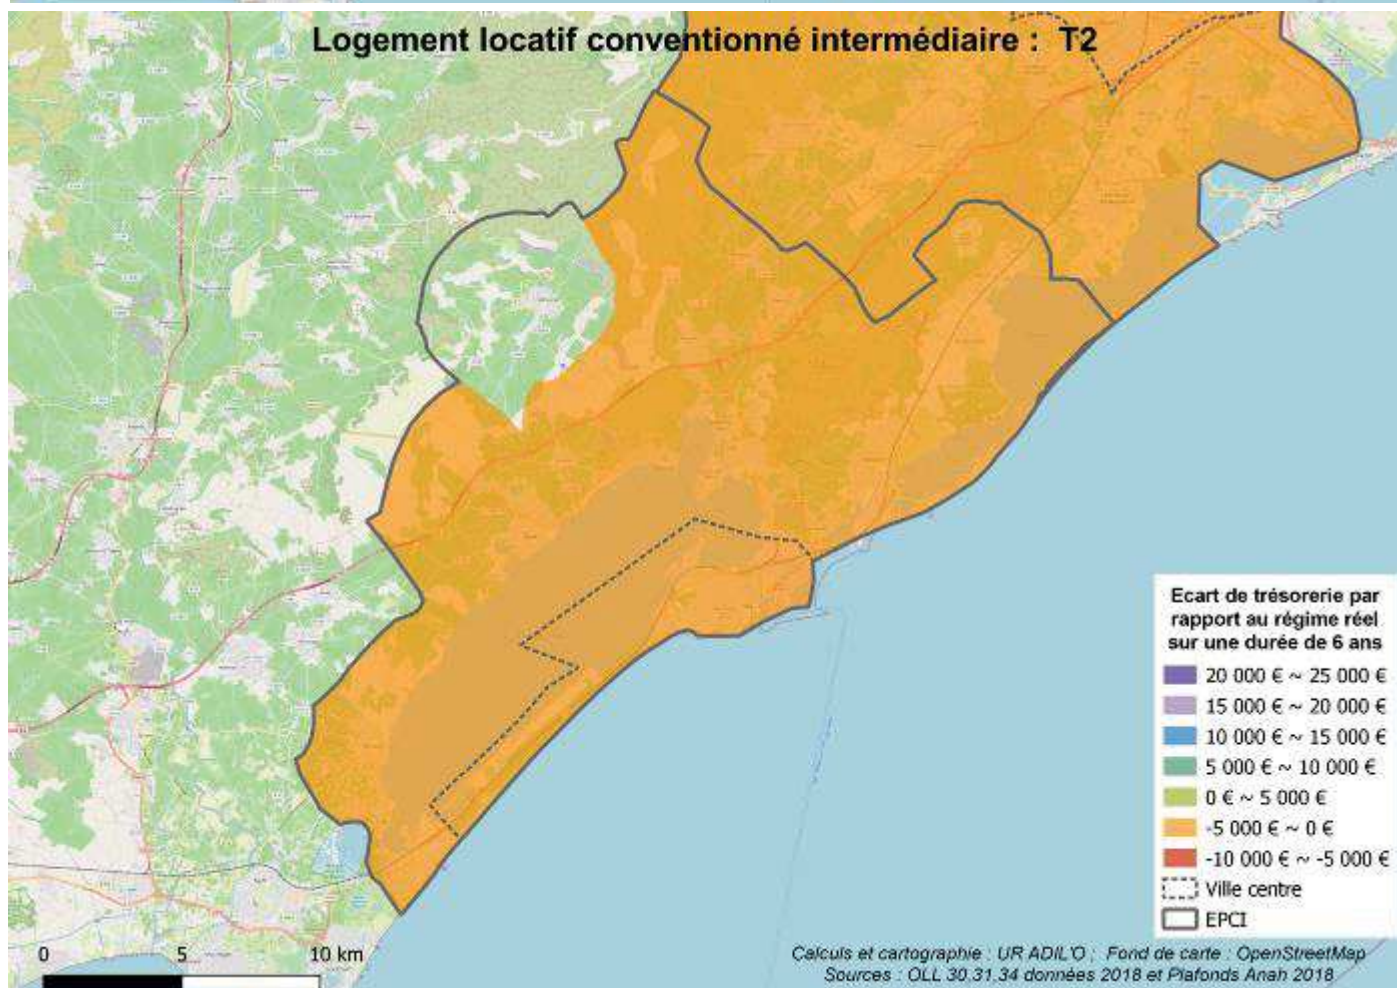 Logement locatif conventionné intermédiaire : T2
Ecart de trésorerie par
rapport au régime réel
sur une durée de 6 ans
20 000 € ~ 25 000 €
15 000 € ~ 20 000 €
10 000 € ~ 15 000 €
5 000 € ~ 10 000 €
0 € ~ 5 000 €
-5 000 € ~ 0 €
-10 000 € ~ -5 000 €
Ville centre
EPCI
0 5 10 km
Calculs et cartographie : UR ADIL'O ; Fond de carte : OpenStreetMap
Sources : OLL 30,31,34 données 2018 et Plafonds Anah 2018